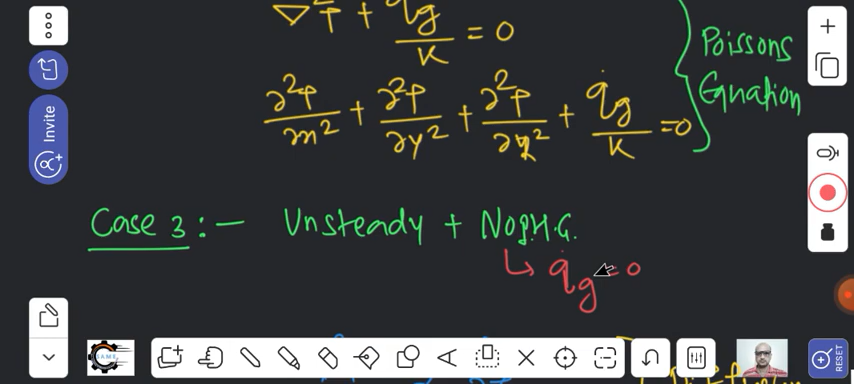 ∇²T + q̇g/K = 0
Poissons
Equation
∂²T/∂x² + ∂²T/∂y² + ∂²T/∂z² + q̇g/K = 0
Invite
Case 3 :- Unsteady + No I.H.G.
↳ q̇g = 0
RESET